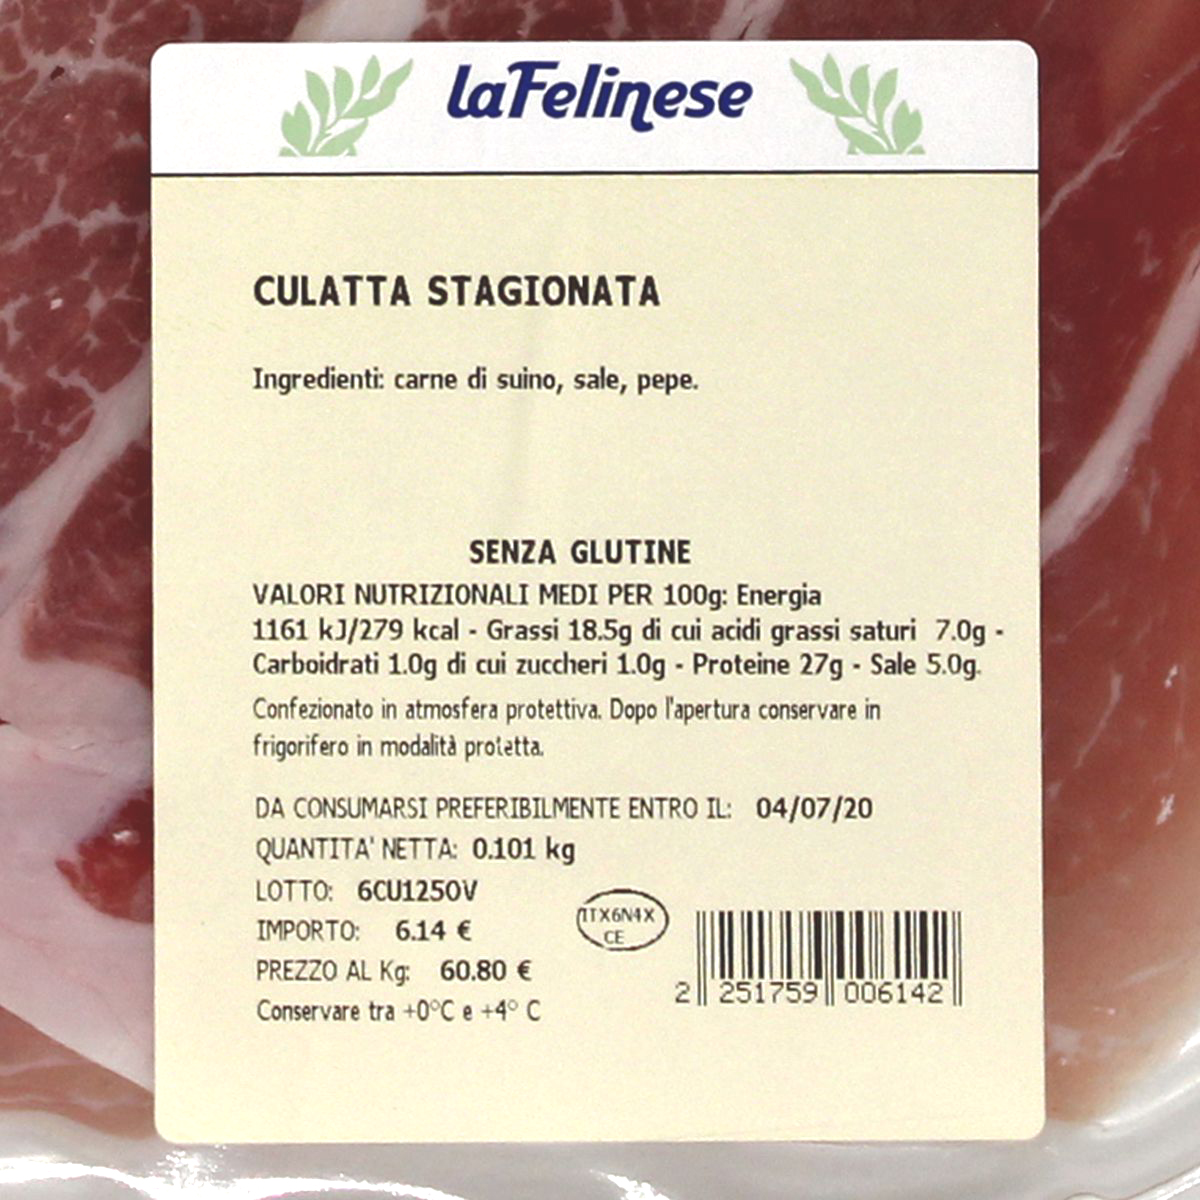 laFelinese
CULATTA STAGIONATA
Ingredienti: carne di suino, sale, pepe.
SENZA GLUTINE
VALORI NUTRIZIONALI MEDI PER 100g: Energia
1161 kJ/279 kcal - Grassi 18.5g di cui acidi grassi saturi 7.0g -
Carboidrati 1.0g di cui zuccheri 1.0g - Proteine 27g - Sale 5.0g.
Confezionato in atmosfera protettiva. Dopo l'apertura conservare in
frigorifero in modalità protetta.
DA CONSUMARSI PREFERIBILMENTE ENTRO IL: 04/07/20
QUANTITA' NETTA: 0.101 kg
LOTTO: 6CU125OV
IMPORTO: 6.14 €
PREZZO AL Kg: 60.80 €
Conservare tra +0°C e +4° C
ITX6N4X
CE
2 251759 006142